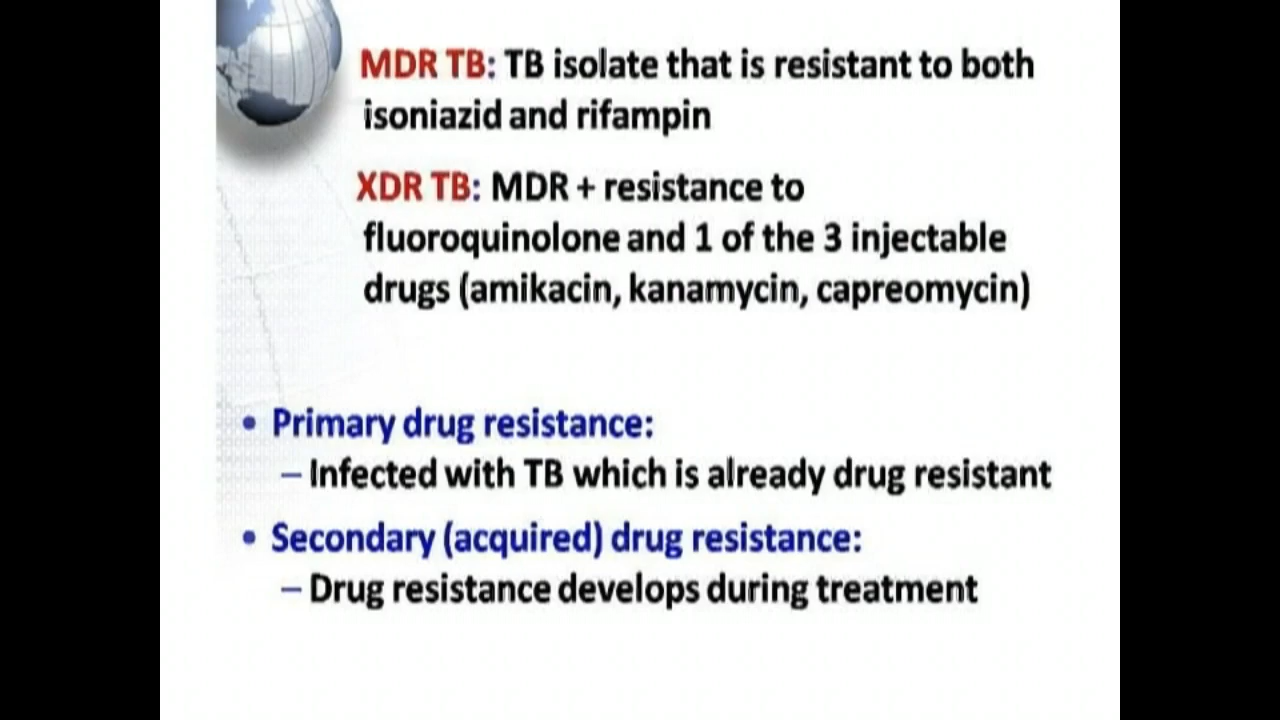 MDR TB: TB isolate that is resistant to both
isoniazid and rifampin
XDR TB: MDR + resistance to
fluoroquinolone and 1 of the 3 injectable
drugs (amikacin, kanamycin, capreomycin)
• Primary drug resistance:
– Infected with TB which is already drug resistant
• Secondary (acquired) drug resistance:
– Drug resistance develops during treatment